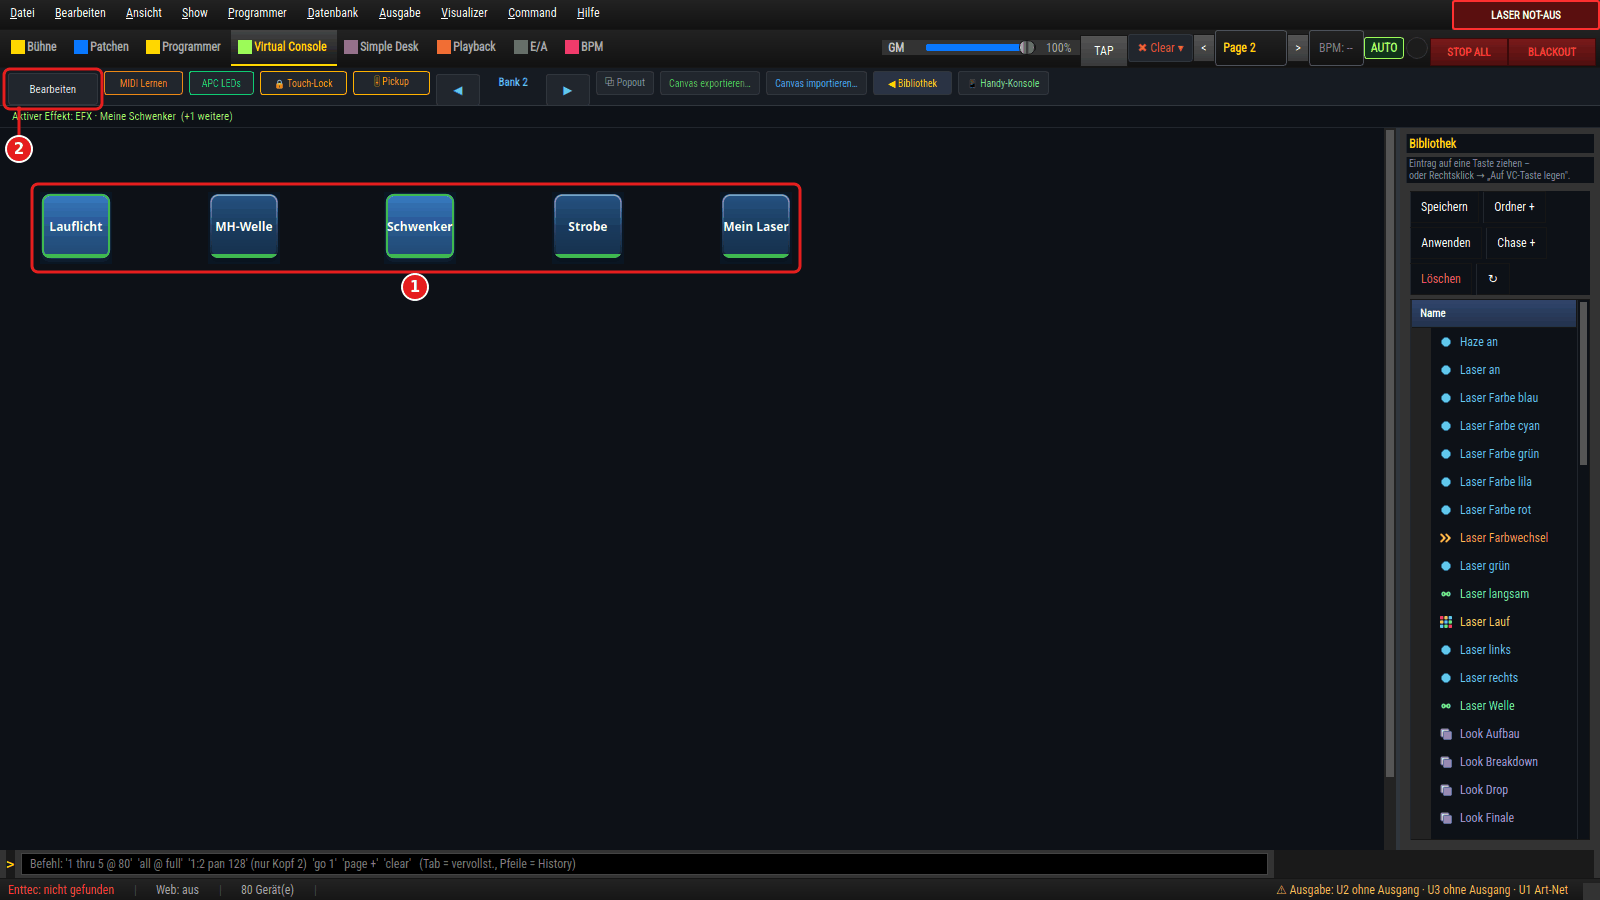 Datei Bearbeiten Ansicht Show Programmer Datenbank Ausgabe Visualizer Command Hilfe
LASER NOT-AUS
Bühne Patchen Programmer Virtual Console Simple Desk Playback E/A BPM
GM 100% TAP ✖ Clear ▾ < Page 2 > BPM: -- AUTO STOP ALL BLACKOUT
Bearbeiten MIDI Lernen APC LEDs Touch-Lock Pickup ◀ Bank 2 ▶ Popout Canvas exportieren... Canvas importieren... ◀ Bibliothek Handy-Konsole
Aktiver Effekt: EFX · Meine Schwenker (+1 weitere)
2
Bibliothek
Eintrag auf eine Taste ziehen –
oder Rechtsklick → „Auf VC-Taste legen".
Speichern Ordner +
Anwenden Chase +
Löschen ↻
Lauflicht MH-Welle Schwenker Strobe Mein Laser
1
Name
Haze an
Laser an
Laser Farbe blau
Laser Farbe cyan
Laser Farbe grün
Laser Farbe lila
Laser Farbe rot
Laser Farbwechsel
Laser grün
Laser langsam
Laser Lauf
Laser links
Laser rechts
Laser Welle
Look Aufbau
Look Breakdown
Look Drop
Look Finale
> Befehl: '1 thru 5 @ 80' 'all @ full' '1:2 pan 128' (nur Kopf 2) 'go 1' 'page +' 'clear' (Tab = vervollst., Pfeile = History)
Enttec: nicht gefunden Web: aus 80 Gerät(e) ⚠ Ausgabe: U2 ohne Ausgang · U3 ohne Ausgang · U1 Art-Net